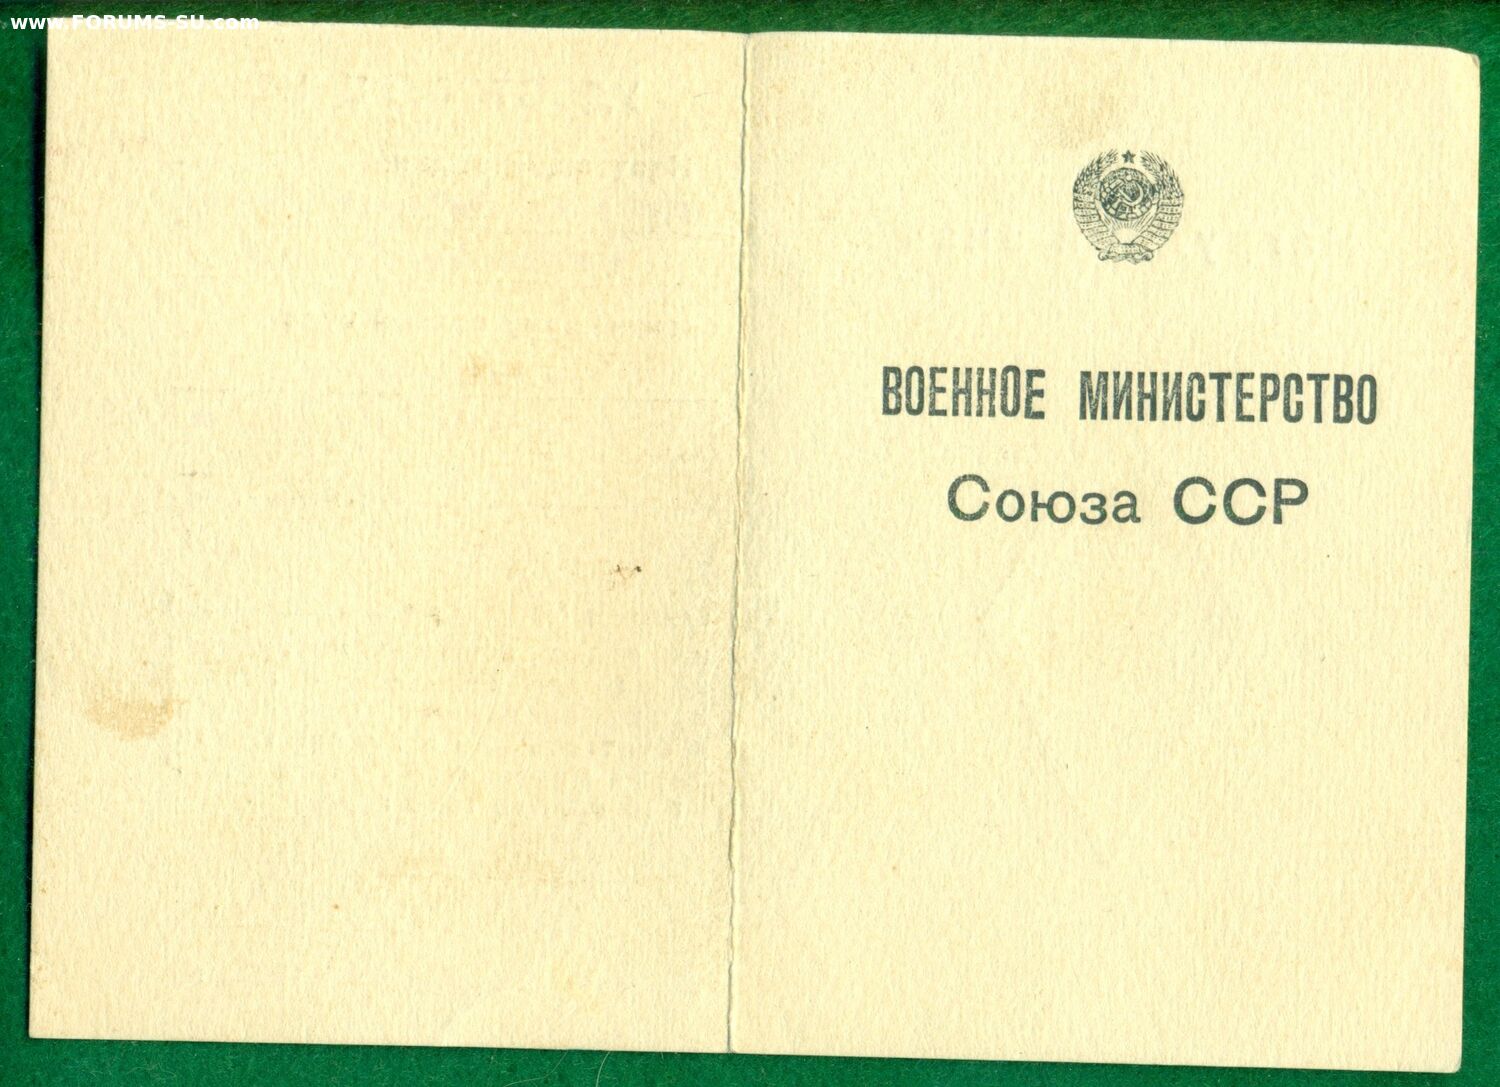 www.FORUMS-SU.com
ВОЕННОЕ МИНИСТЕРСТВО
Союза ССР